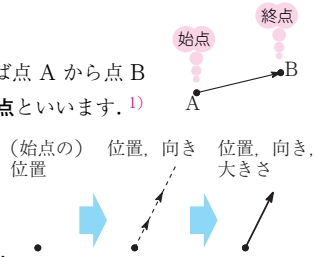 終点
始点
ば点 A から点 B
B
A
点といいます. 1)
(始点の)
位置
位置, 向き
位置, 向き,
大きさ